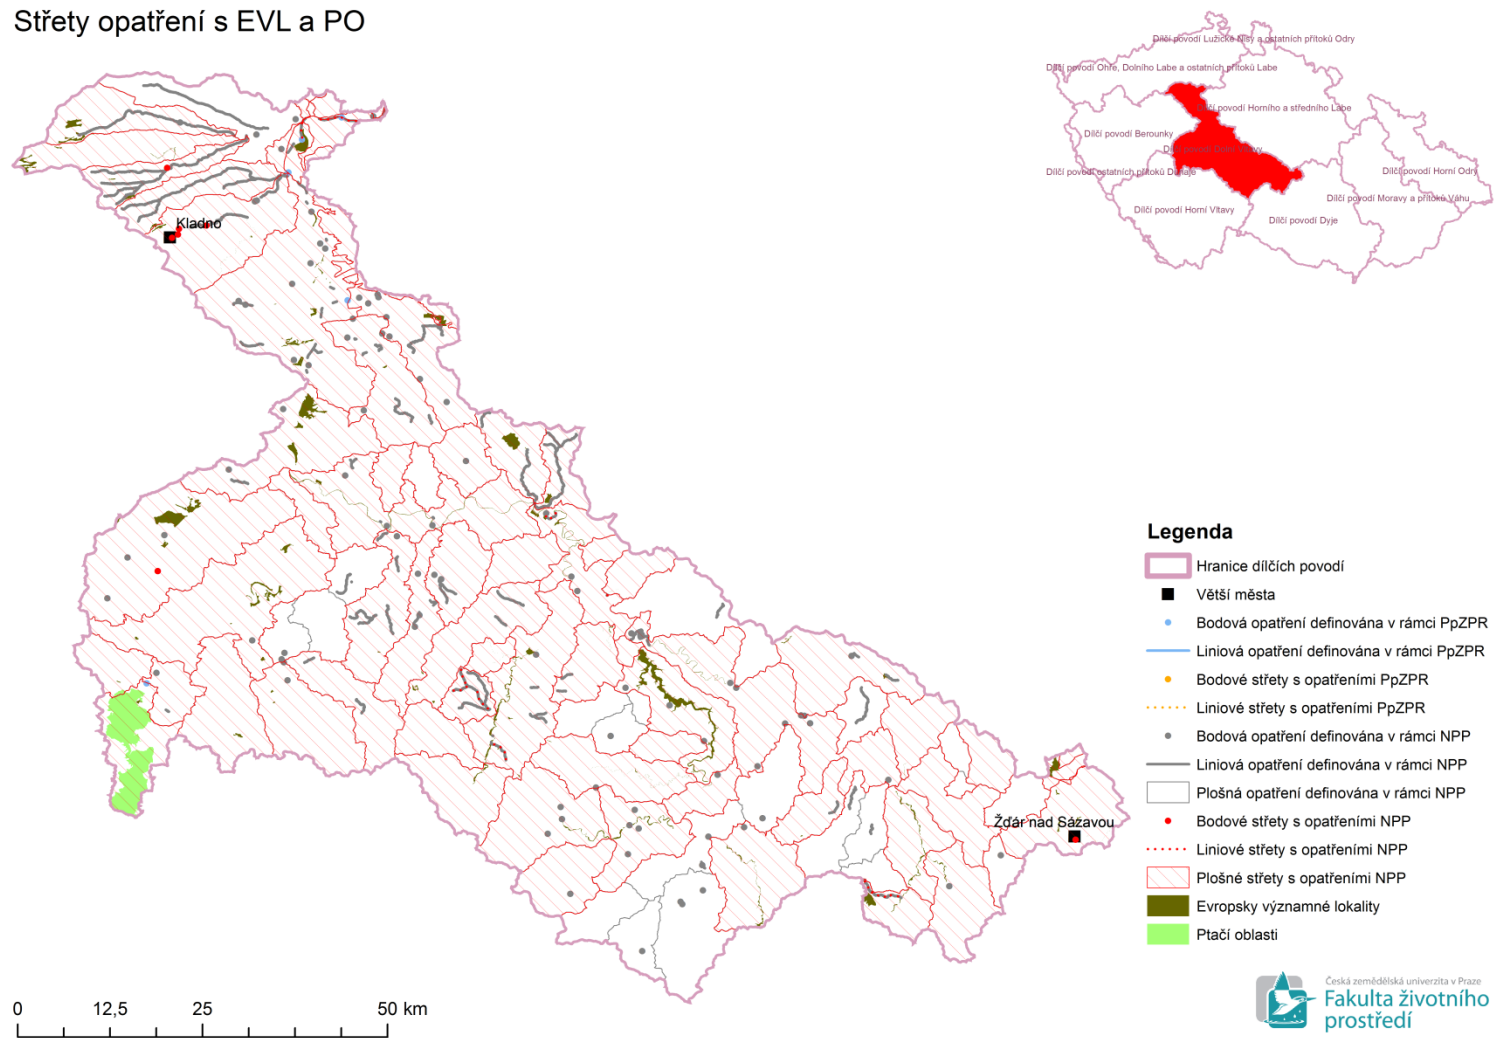 Střety opatření s EVL a PO
Dílčí povodí Lužické Nisy a ostatních přítoků Odry
Dílčí povodí Ohře, Dolního Labe a ostatních přítoků Labe
Dílčí povodí Horního a středního Labe
Dílčí povodí Berounky
Dílčí povodí Dolní Vltavy
Dílčí povodí ostatních přítoků Dunaje
Dílčí povodí Horní Odry
Dílčí povodí Moravy a přítoků Váhu
Dílčí povodí Horní Vltavy
Dílčí povodí Dyje
Kladno
Žďár nad Sázavou
Legenda
Hranice dílčích povodí
Větší města
Bodová opatření definována v rámci PpZPR
Liniová opatření definována v rámci PpZPR
Bodové střety s opatřeními PpZPR
Liniové střety s opatřeními PpZPR
Bodová opatření definována v rámci NPP
Liniová opatření definována v rámci NPP
Plošná opatření definována v rámci NPP
Bodové střety s opatřeními NPP
Liniové střety s opatřeními NPP
Plošné střety s opatřeními NPP
Evropsky významné lokality
Ptačí oblasti
0 12,5 25 50 km
Česká zemědělská univerzita v Praze
Fakulta životního
prostředí